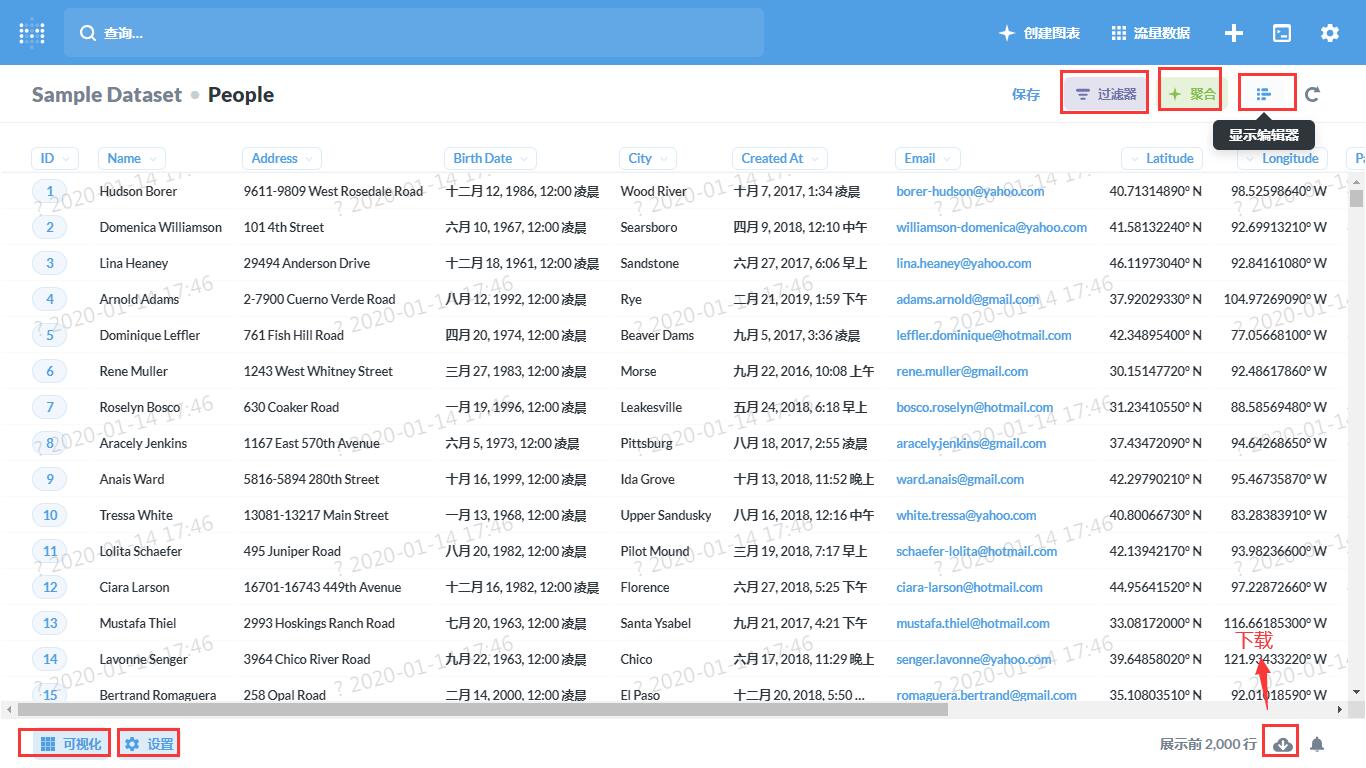 查询...
创建图表 流量数据
Sample Dataset • People
保存 过滤器 聚合
显示编辑器
ID Name Address Birth Date City Created At Email Latitude Longitude
1 Hudson Borer 9611-9809 West Rosedale Road 十二月 12, 1986, 12:00 凌晨 Wood River 十月 7, 2017, 1:34 凌晨 borer-hudson@yahoo.com 40.71314890° N 98.52598640° W
2 Domenica Williamson 101 4th Street 六月 10, 1967, 12:00 凌晨 Searsboro 四月 9, 2018, 12:10 中午 williamson-domenica@yahoo.com 41.58132240° N 92.69913210° W
3 Lina Heaney 29494 Anderson Drive 十二月 18, 1961, 12:00 凌晨 Sandstone 六月 27, 2017, 6:06 早上 lina.heaney@yahoo.com 46.11973040° N 92.84161080° W
4 Arnold Adams 2-7900 Cuerno Verde Road 八月 12, 1992, 12:00 凌晨 Rye 二月 21, 2019, 1:59 下午 adams.arnold@gmail.com 37.92029330° N 104.97269090° W
5 Dominique Leffler 761 Fish Hill Road 四月 20, 1974, 12:00 凌晨 Beaver Dams 九月 5, 2017, 3:36 凌晨 leffler.dominique@hotmail.com 42.34895400° N 77.05668100° W
6 Rene Muller 1243 West Whitney Street 三月 27, 1983, 12:00 凌晨 Morse 九月 22, 2016, 10:08 上午 rene.muller@gmail.com 30.15147720° N 92.48617860° W
7 Roselyn Bosco 630 Coaker Road 一月 19, 1996, 12:00 凌晨 Leakesville 五月 24, 2018, 6:18 早上 bosco.roselyn@hotmail.com 31.23410550° N 88.58569480° W
8 Aracely Jenkins 1167 East 570th Avenue 六月 5, 1973, 12:00 凌晨 Pittsburg 八月 18, 2017, 2:55 凌晨 aracely.jenkins@gmail.com 37.43472090° N 94.64268650° W
9 Anais Ward 5816-5894 280th Street 十月 16, 1999, 12:00 凌晨 Ida Grove 十月 13, 2018, 11:52 晚上 ward.anais@gmail.com 42.29790210° N 95.46735870° W
10 Tressa White 13081-13217 Main Street 一月 13, 1968, 12:00 凌晨 Upper Sandusky 八月 16, 2018, 12:16 中午 white.tressa@yahoo.com 40.80066730° N 83.28383910° W
11 Lolita Schaefer 495 Juniper Road 八月 20, 1982, 12:00 凌晨 Pilot Mound 三月 19, 2018, 7:17 早上 schaefer-lolita@hotmail.com 42.13942170° N 93.98236600° W
12 Ciara Larson 16701-16743 449th Avenue 十二月 16, 1982, 12:00 凌晨 Florence 六月 27, 2018, 5:25 下午 ciara-larson@hotmail.com 44.95641520° N 97.22872660° W
13 Mustafa Thiel 2993 Hoskings Ranch Road 七月 20, 1963, 12:00 凌晨 Santa Ysabel 九月 21, 2017, 4:21 下午 mustafa.thiel@hotmail.com 33.08172000° N 116.66185300° W
下载
14 Lavonne Senger 3964 Chico River Road 九月 22, 1963, 12:00 凌晨 Chico 六月 17, 2018, 11:29 晚上 senger.lavonne@yahoo.com 39.64858020° N
15 Bertrand Romaguera 258 Opal Road 二月 14, 2000, 12:00 凌晨 El Paso 十二月 20, 2018, 5:50 ... romaguera.bertrand@gmail.com 35.10803510° N 92.01018590° W
? 2020-01-14 17:46
可视化 设置 展示前 2,000 行